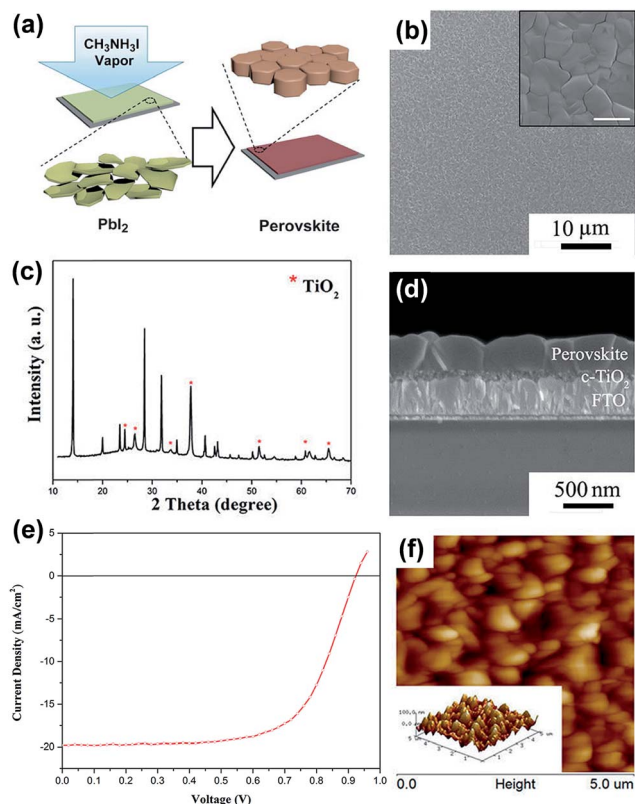 (a)
CH3NH3I
Vapor
PbI2
Perovskite
(b)
10 µm
(c)
* TiO2
Intensity (a. u.)
10 20 30 40 50 60 70
2 Theta (degree)
(d)
Perovskite
c-TiO2
FTO
500 nm
(e)
5
0
-5
-10
-15
-20
Current Density (mA/cm2)
0.0 0.1 0.2 0.3 0.4 0.5 0.6 0.7 0.8 0.9 1.0
Voltage (V)
(f)
0.0 Height 5.0 um